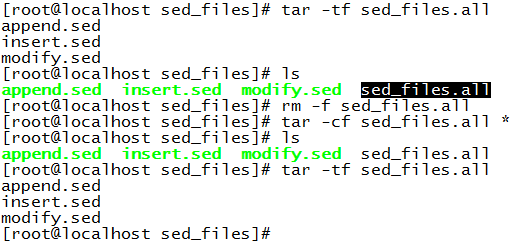 [root@localhost sed_files]# tar -tf sed_files.all
append.sed
insert.sed
modify.sed
[root@localhost sed_files]# ls
append.sed  insert.sed  modify.sed  sed_files.all
[root@localhost sed_files]# rm -f sed_files.all
[root@localhost sed_files]# tar -cf sed_files.all *
[root@localhost sed_files]# ls
append.sed  insert.sed  modify.sed  sed_files.all
[root@localhost sed_files]# tar -tf sed_files.all
append.sed
insert.sed
modify.sed
[root@localhost sed_files]#